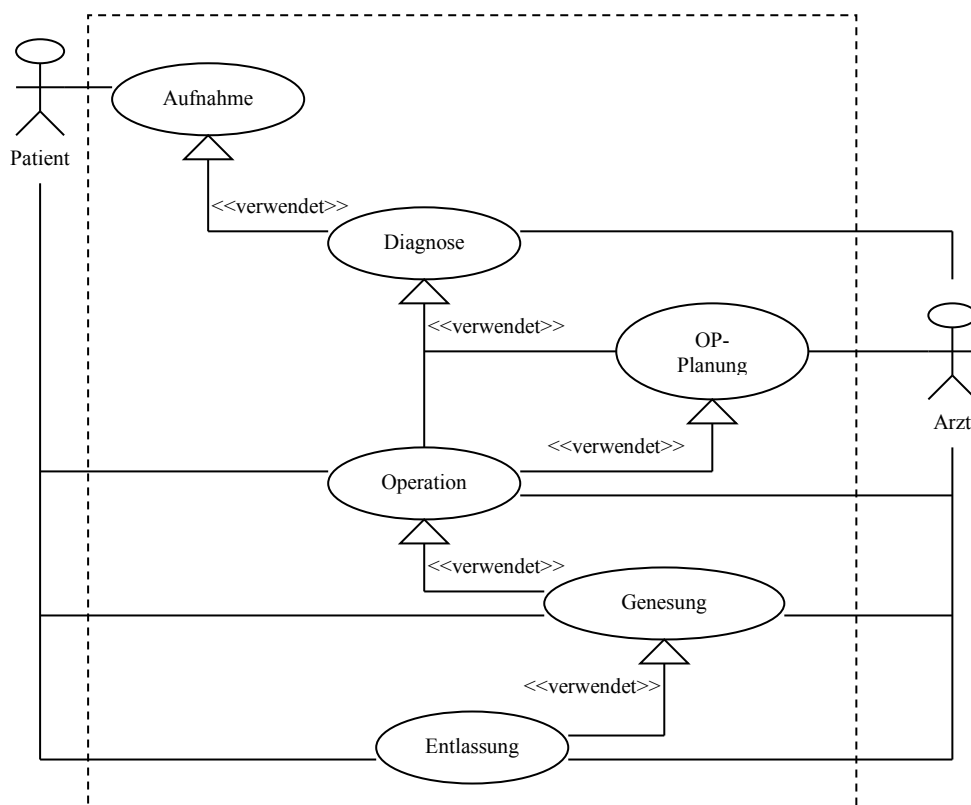 Aufnahme
Patient
<<verwendet>>
Diagnose
<<verwendet>>
OP-
Planung
Arzt
<<verwendet>>
Operation
<<verwendet>>
Genesung
<<verwendet>>
Entlassung